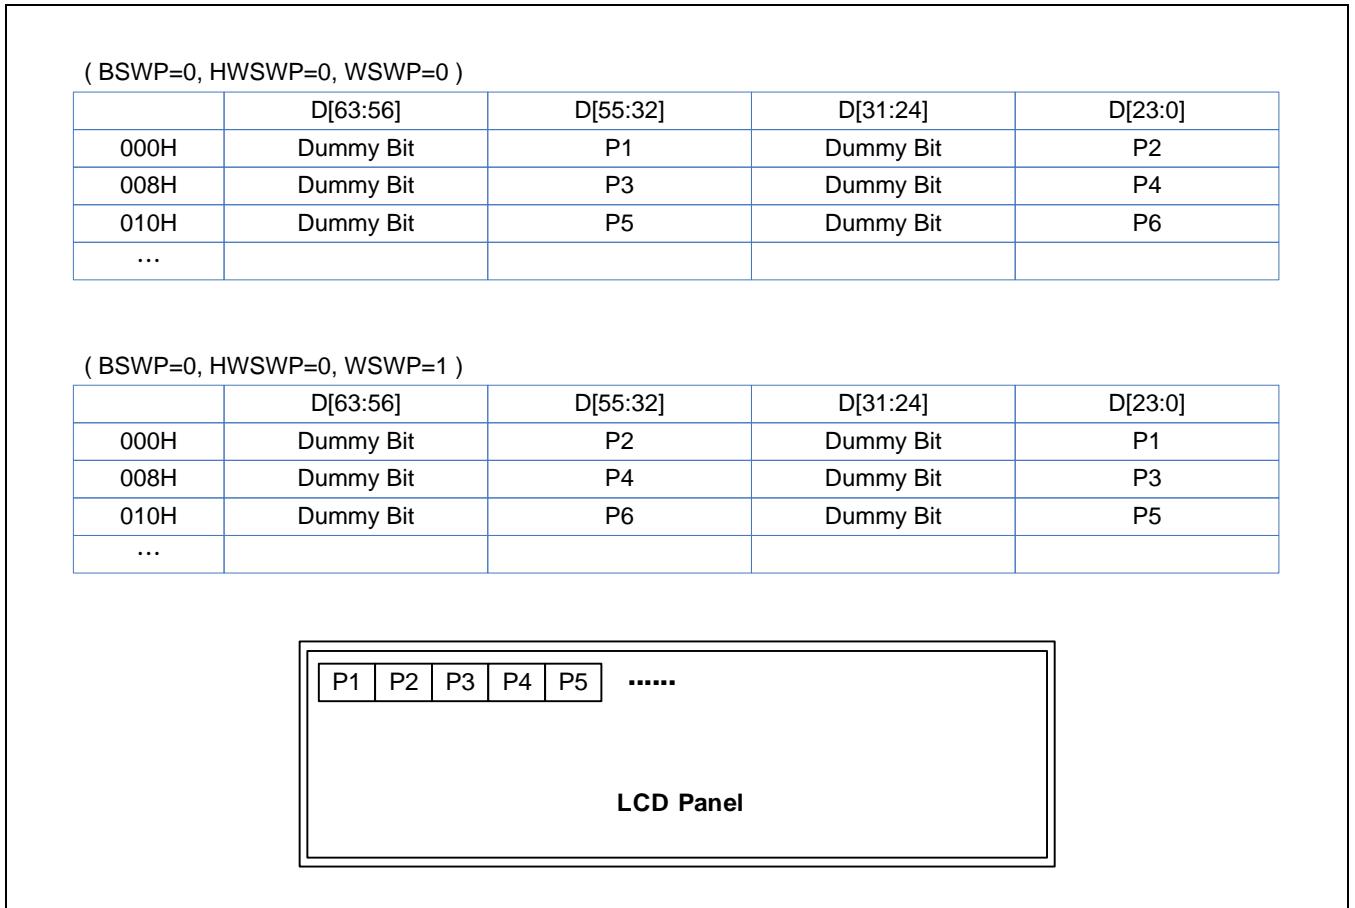 ( BSWP=0, HWSWP=0, WSWP=0 )
D[63:56] D[55:32] D[31:24] D[23:0]
000H Dummy Bit P1 Dummy Bit P2
008H Dummy Bit P3 Dummy Bit P4
010H Dummy Bit P5 Dummy Bit P6
…
( BSWP=0, HWSWP=0, WSWP=1 )
D[63:56] D[55:32] D[31:24] D[23:0]
000H Dummy Bit P2 Dummy Bit P1
008H Dummy Bit P4 Dummy Bit P3
010H Dummy Bit P6 Dummy Bit P5
…
P1 P2 P3 P4 P5 ......
LCD Panel